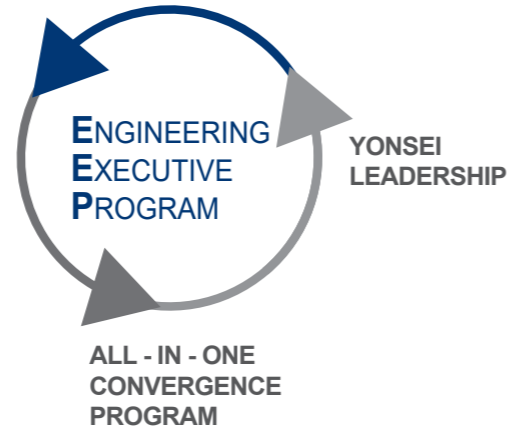 ENGINEERING
EXECUTIVE
PROGRAM
YONSEI
LEADERSHIP
ALL - IN - ONE
CONVERGENCE
PROGRAM